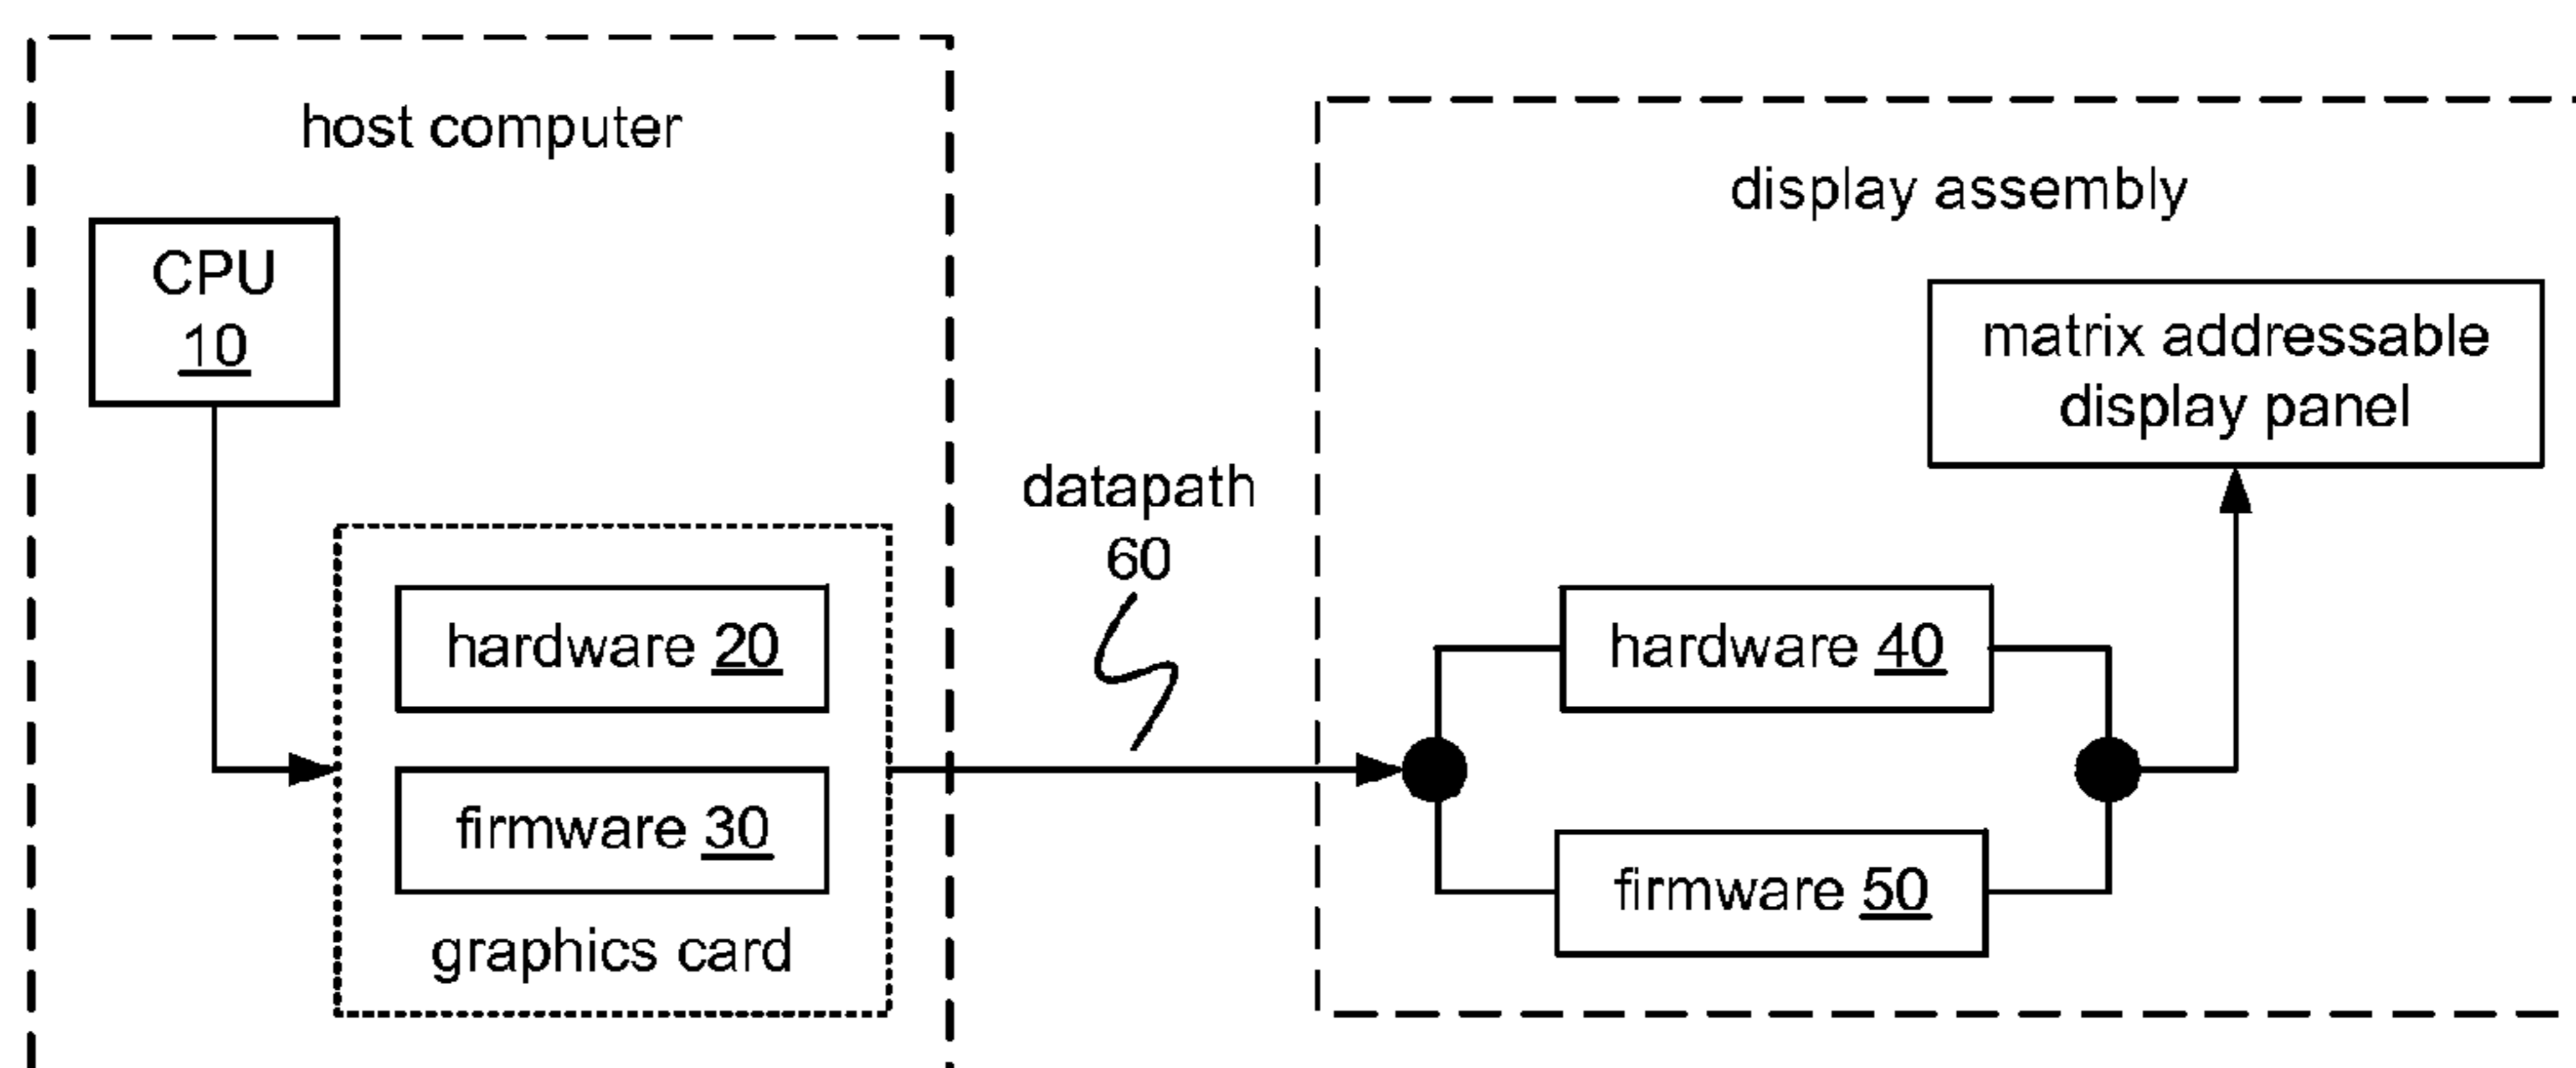 host computer
CPU
10
hardware 20
firmware 30
graphics card
datapath
60
display assembly
matrix addressable
display panel
hardware 40
firmware 50